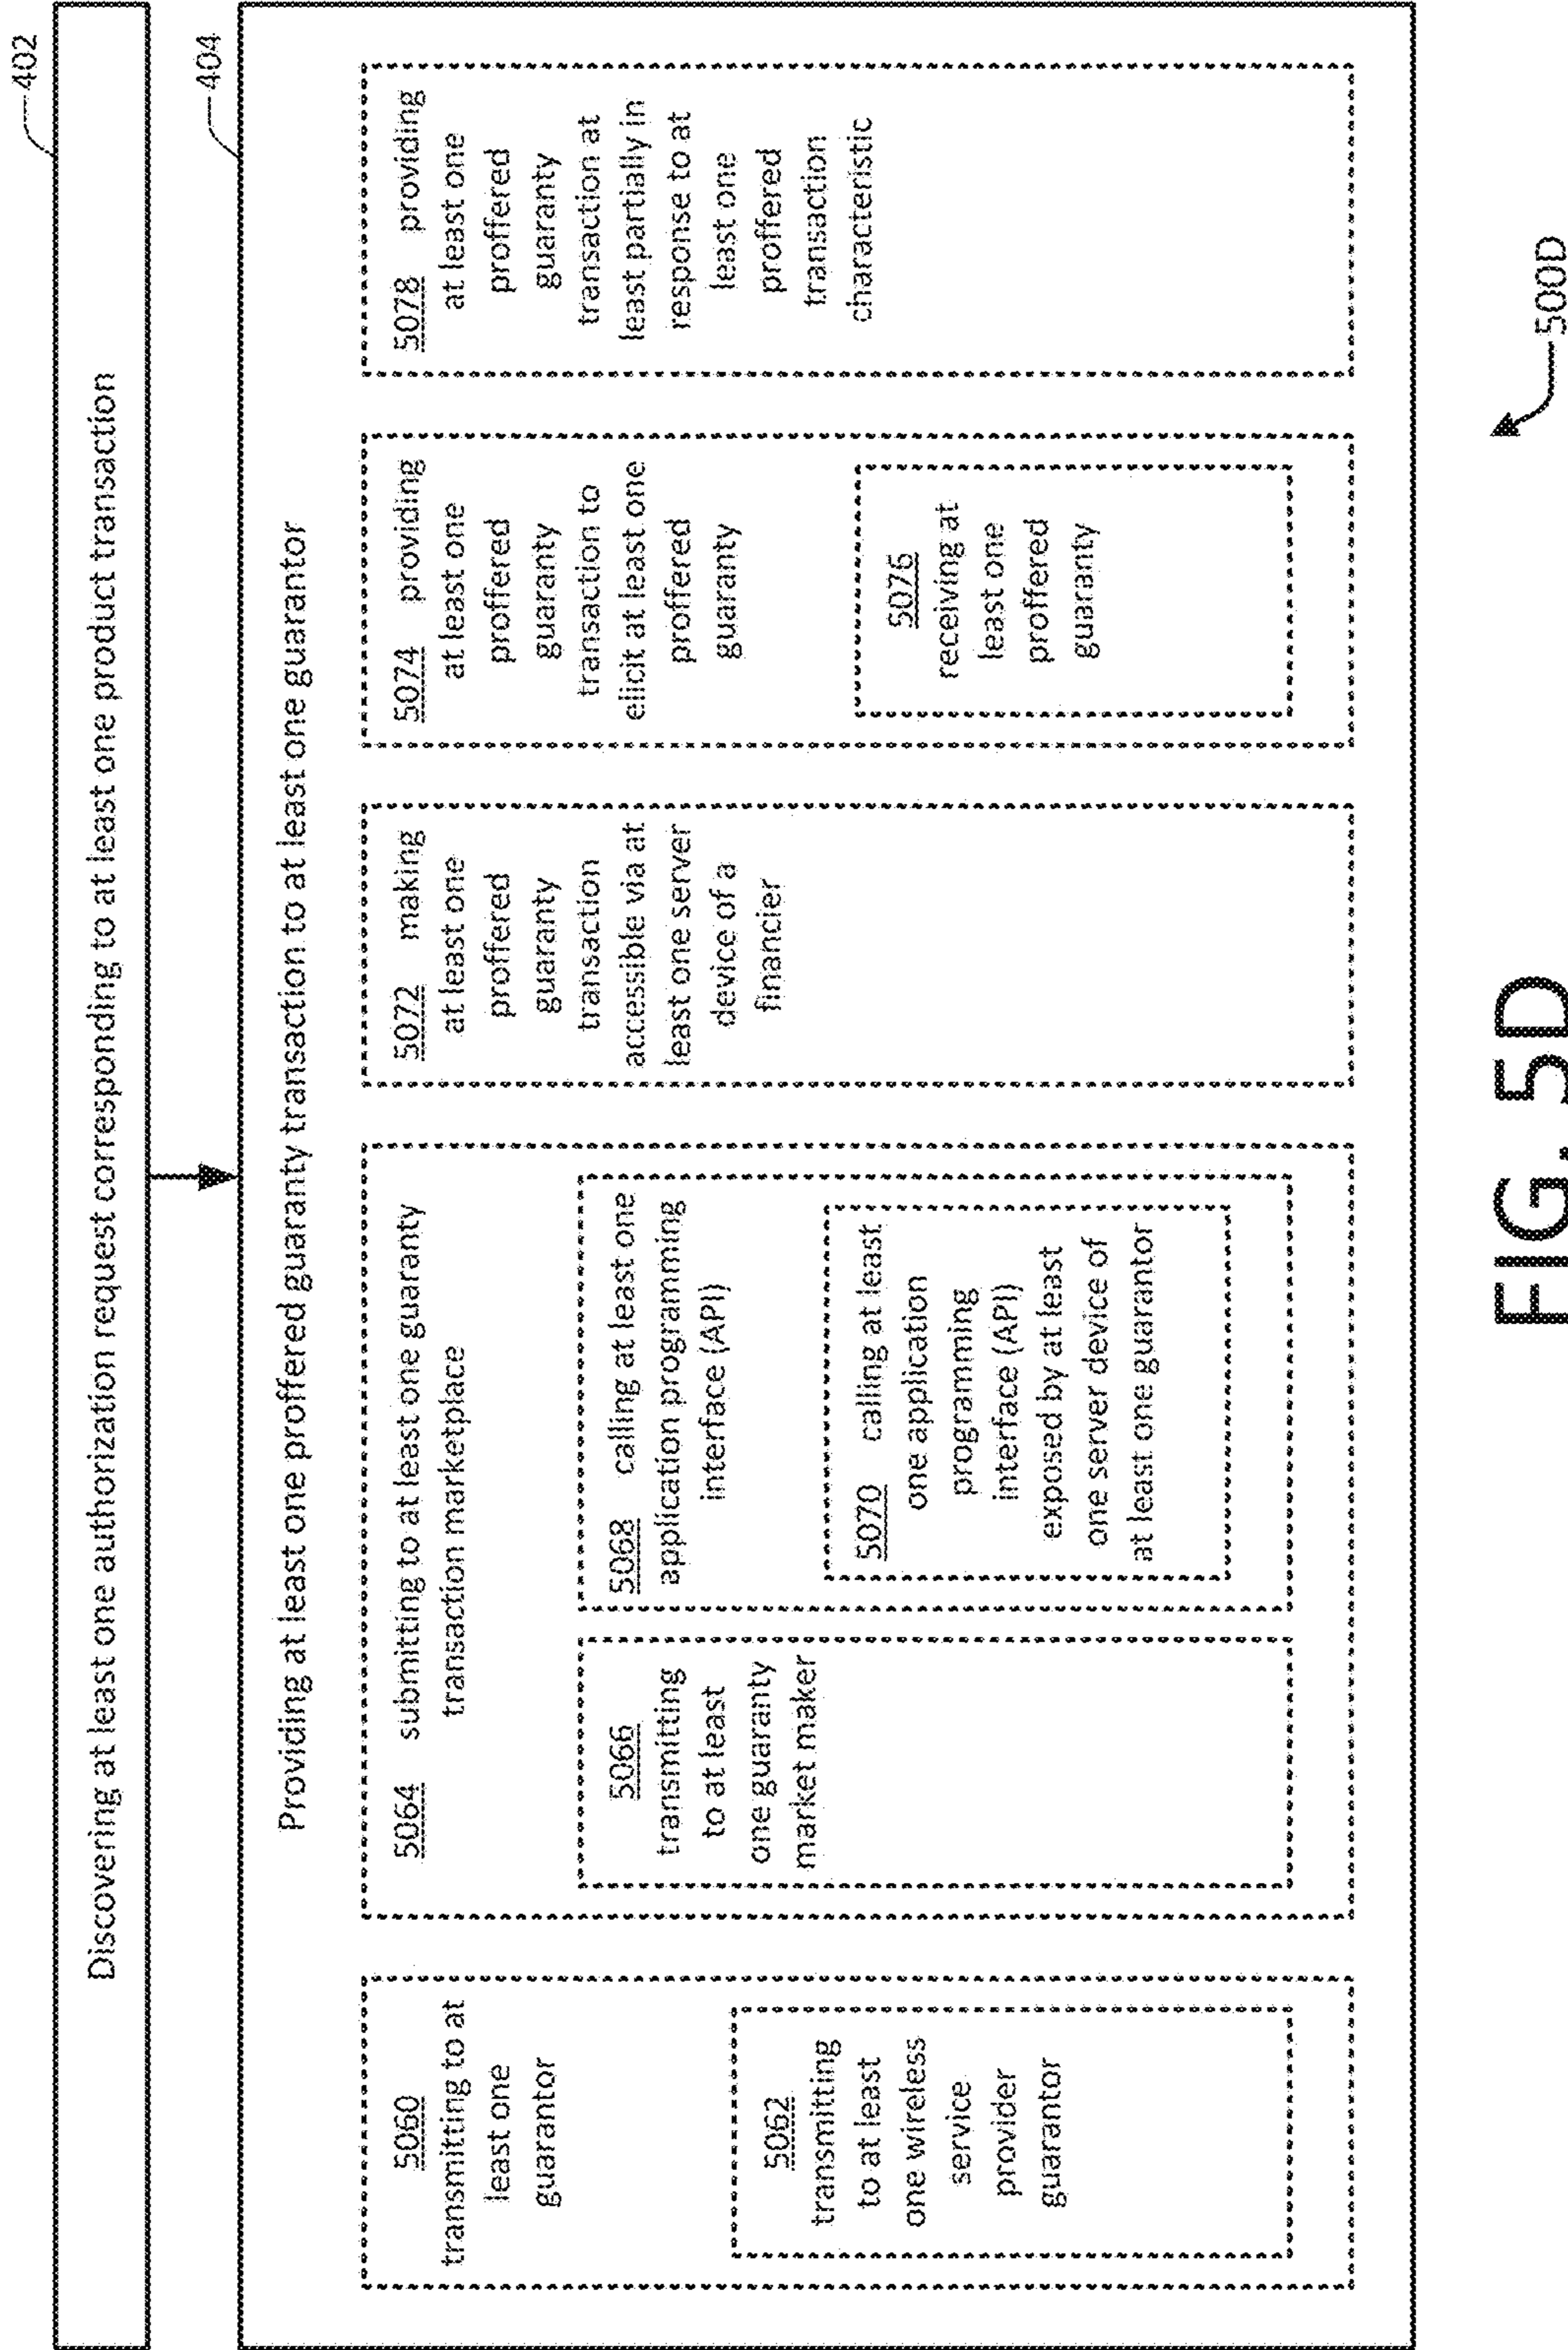 402
Discovering at least one authorization request corresponding to at least one product transaction
404
Providing at least one proffered guaranty transaction to at least one guarantor
5060
transmitting to at
least one
guarantor
5062
transmitting
to at least
one wireless
service
provider
guarantor
5064 submitting to at least one guaranty
transaction marketplace
5066
transmitting
to at least
one guaranty
market maker
5068 calling at least one
application programming
interface (API)
5070 calling at least
one application
programming
interface (API)
exposed by at least
one server device of
at least one guarantor
5072 making
at least one
proffered
guaranty
transaction
accessible via at
least one server
device of a
financier
5074 providing
at least one
proffered
guaranty
transaction to
elicit at least one
proffered
guaranty
5076
receiving at
least one
proffered
guaranty
5078 providing
at least one
proffered
guaranty
transaction at
least partially in
response to at
least one
proffered
transaction
characteristic
500D
FIG. 5D